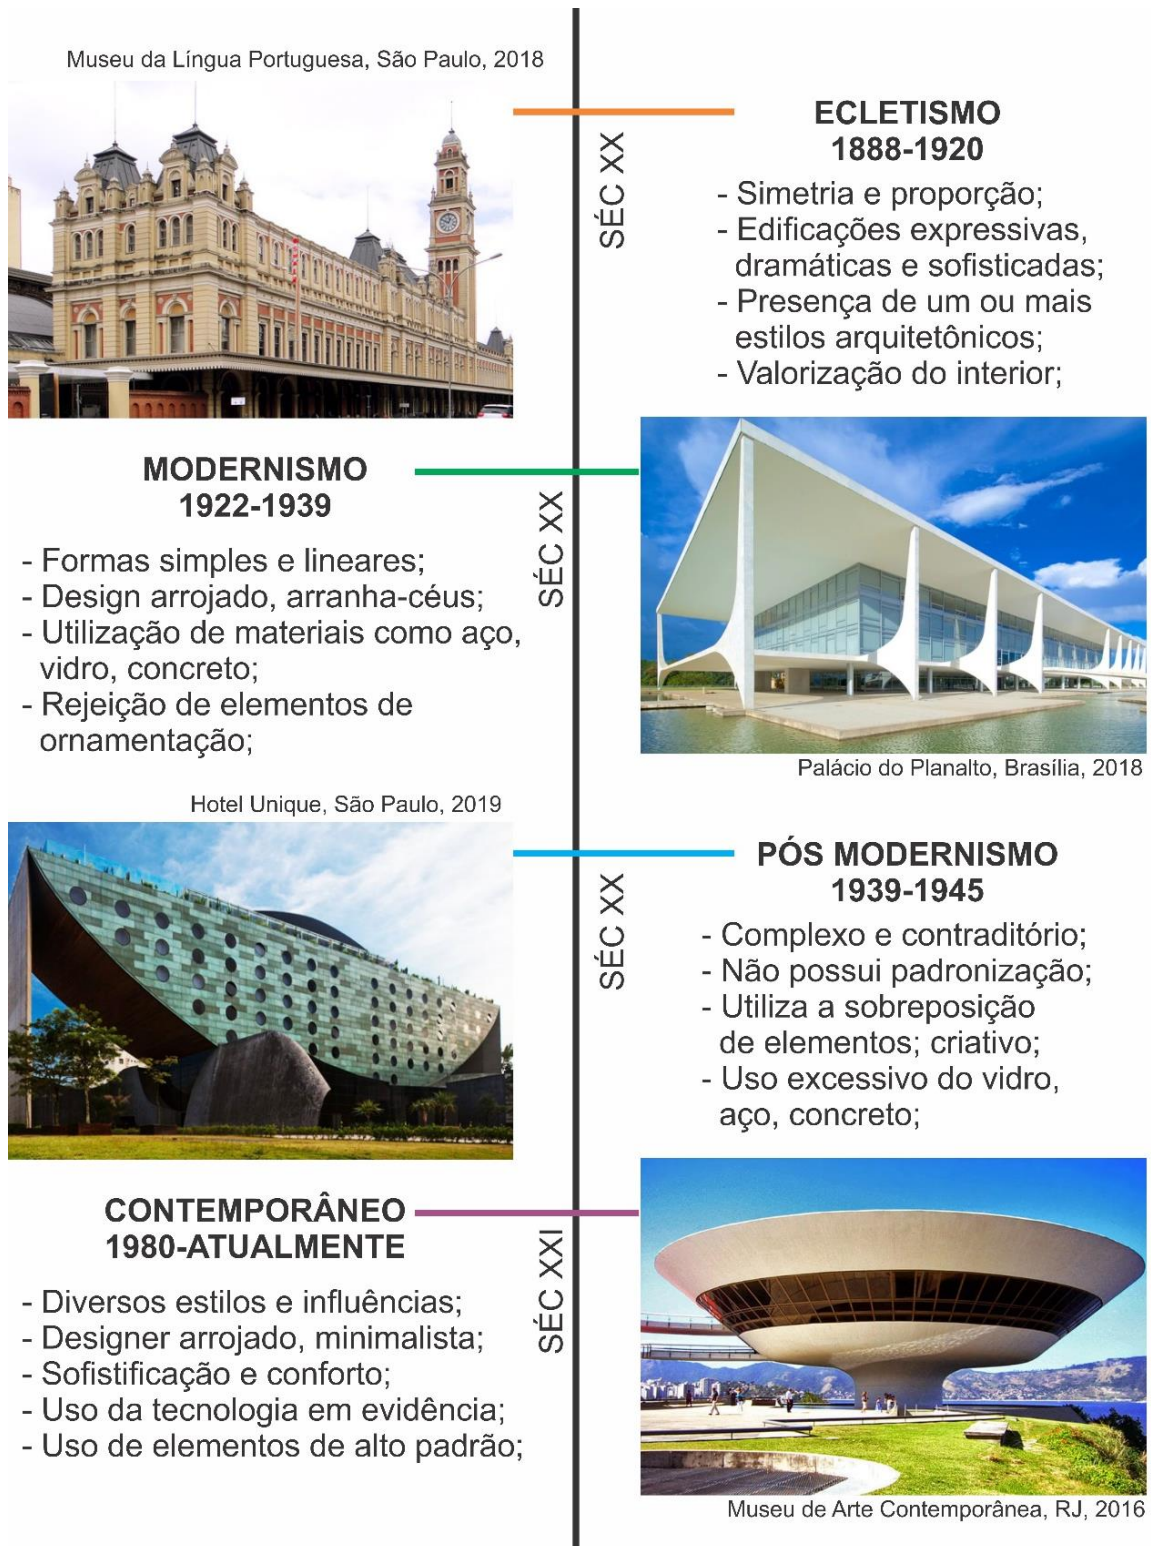 Museu da Língua Portuguesa, São Paulo, 2018
SÉC XX
ECLETISMO
1888-1920
- Simetria e proporção;
- Edificações expressivas,
dramáticas e sofisticadas;
- Presença de um ou mais
estilos arquitetônicos;
- Valorização do interior;
MODERNISMO
1922-1939
SÉC XX
- Formas simples e lineares;
- Design arrojado, arranha-céus;
- Utilização de materiais como aço,
vidro, concreto;
- Rejeição de elementos de
ornamentação;
Palácio do Planalto, Brasília, 2018
Hotel Unique, São Paulo, 2019
SÉC XX
PÓS MODERNISMO
1939-1945
- Complexo e contraditório;
- Não possui padronização;
- Utiliza a sobreposição
de elementos; criativo;
- Uso excessivo do vidro,
aço, concreto;
CONTEMPORÂNEO
1980-ATUALMENTE
SÉC XXI
- Diversos estilos e influências;
- Designer arrojado, minimalista;
- Sofistificação e conforto;
- Uso da tecnologia em evidência;
- Uso de elementos de alto padrão;
Museu de Arte Contemporânea, RJ, 2016